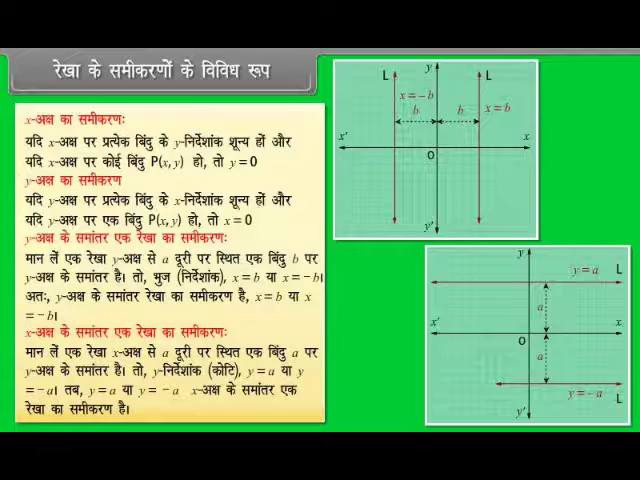 रेखा के समीकरणों के विविध रूप
x-अक्ष का समीकरणः
यदि x-अक्ष पर प्रत्येक बिंदु के y-निर्देशांक शून्य हों और
यदि x-अक्ष पर कोई बिंदु P(x, y) हो, तो y = 0
y-अक्ष का समीकरण
यदि y-अक्ष पर प्रत्येक बिंदु के x-निर्देशांक शून्य हों और
यदि y-अक्ष पर एक बिंदु P(x, y) हो, तो x = 0
y-अक्ष के समांतर एक रेखा का समीकरणः
मान लें एक रेखा y-अक्ष से a दूरी पर स्थित एक बिंदु b पर
y-अक्ष के समांतर है। तो, भुज (निर्देशांक), x = b या x = – b।
अतः, y-अक्ष के समांतर रेखा का समीकरण है, x = b या x
= – b।
x-अक्ष के समांतर एक रेखा का समीकरणः
मान लें एक रेखा x-अक्ष से a दूरी पर स्थित एक बिंदु a पर
y-अक्ष के समांतर है। तो, y-निर्देशांक (कोटि), y = a या y
= – a। तब, y = a या y = – a x-अक्ष के समांतर एक
रेखा का समीकरण है।
L y L
x = – b x = b
b b
x' x
O
y'
y
y = a L
a
x' x
O
a
y = – a L
y'